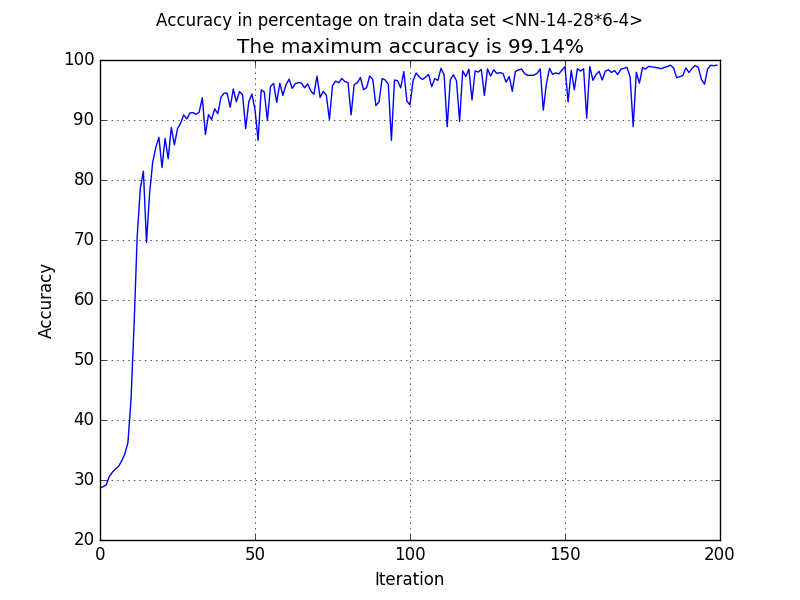 Accuracy in percentage on train data set <NN-14-28*6-4>
The maximum accuracy is 99.14%
100
90
80
70
60
50
40
30
20
Accuracy
0 50 100 150 200
Iteration